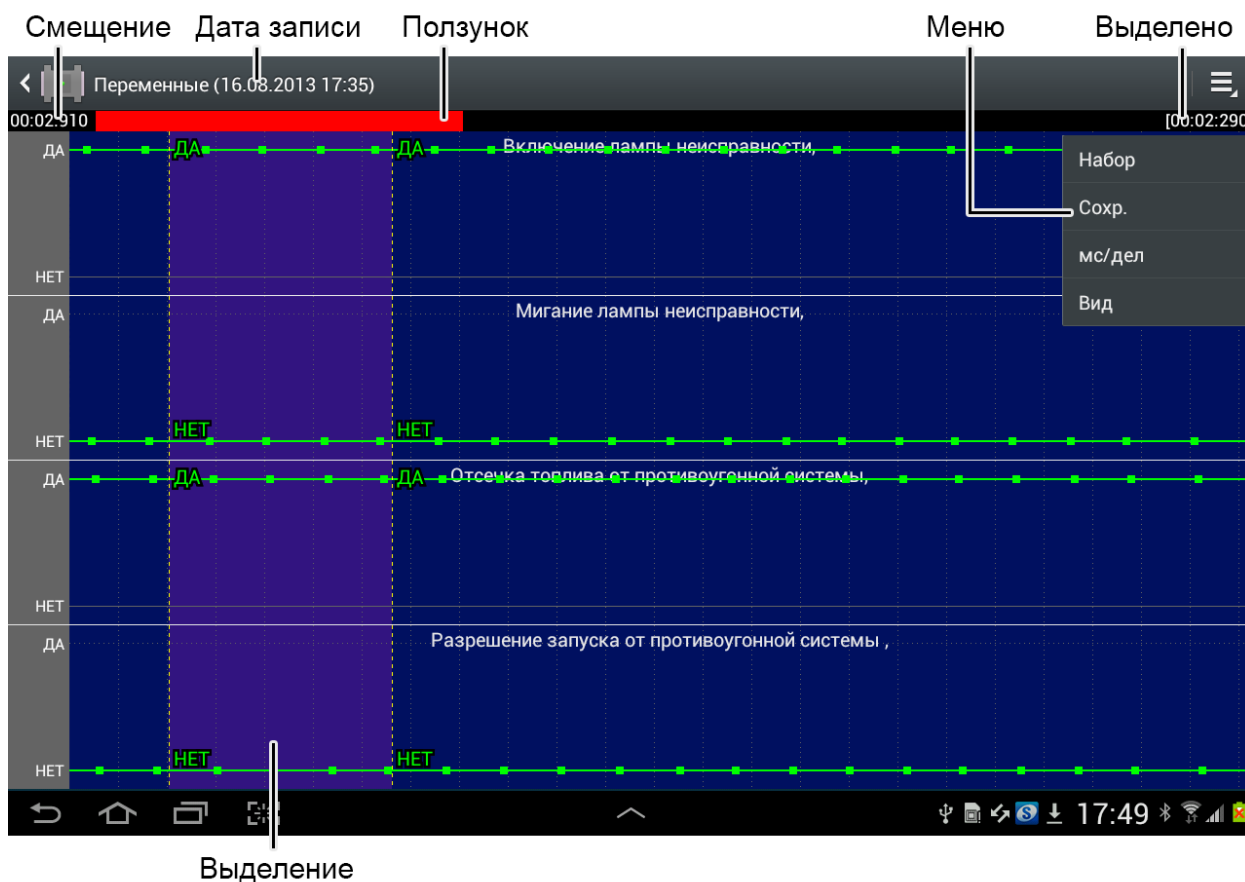 Смещение Дата записи Ползунок Меню Выделено
Переменные (16.08.2013 17:35)
00:02:910 [00:02:290
ДА ДА ДА Включение лампы неисправности,
Набор
Сохр.
мс/дел
Вид
НЕТ
ДА Мигание лампы неисправности,
НЕТ НЕТ НЕТ
ДА ДА ДА Отсечка топлива от противоугонной системы,
НЕТ
ДА Разрешение запуска от противоугонной системы ,
НЕТ НЕТ НЕТ
17:49
Выделение